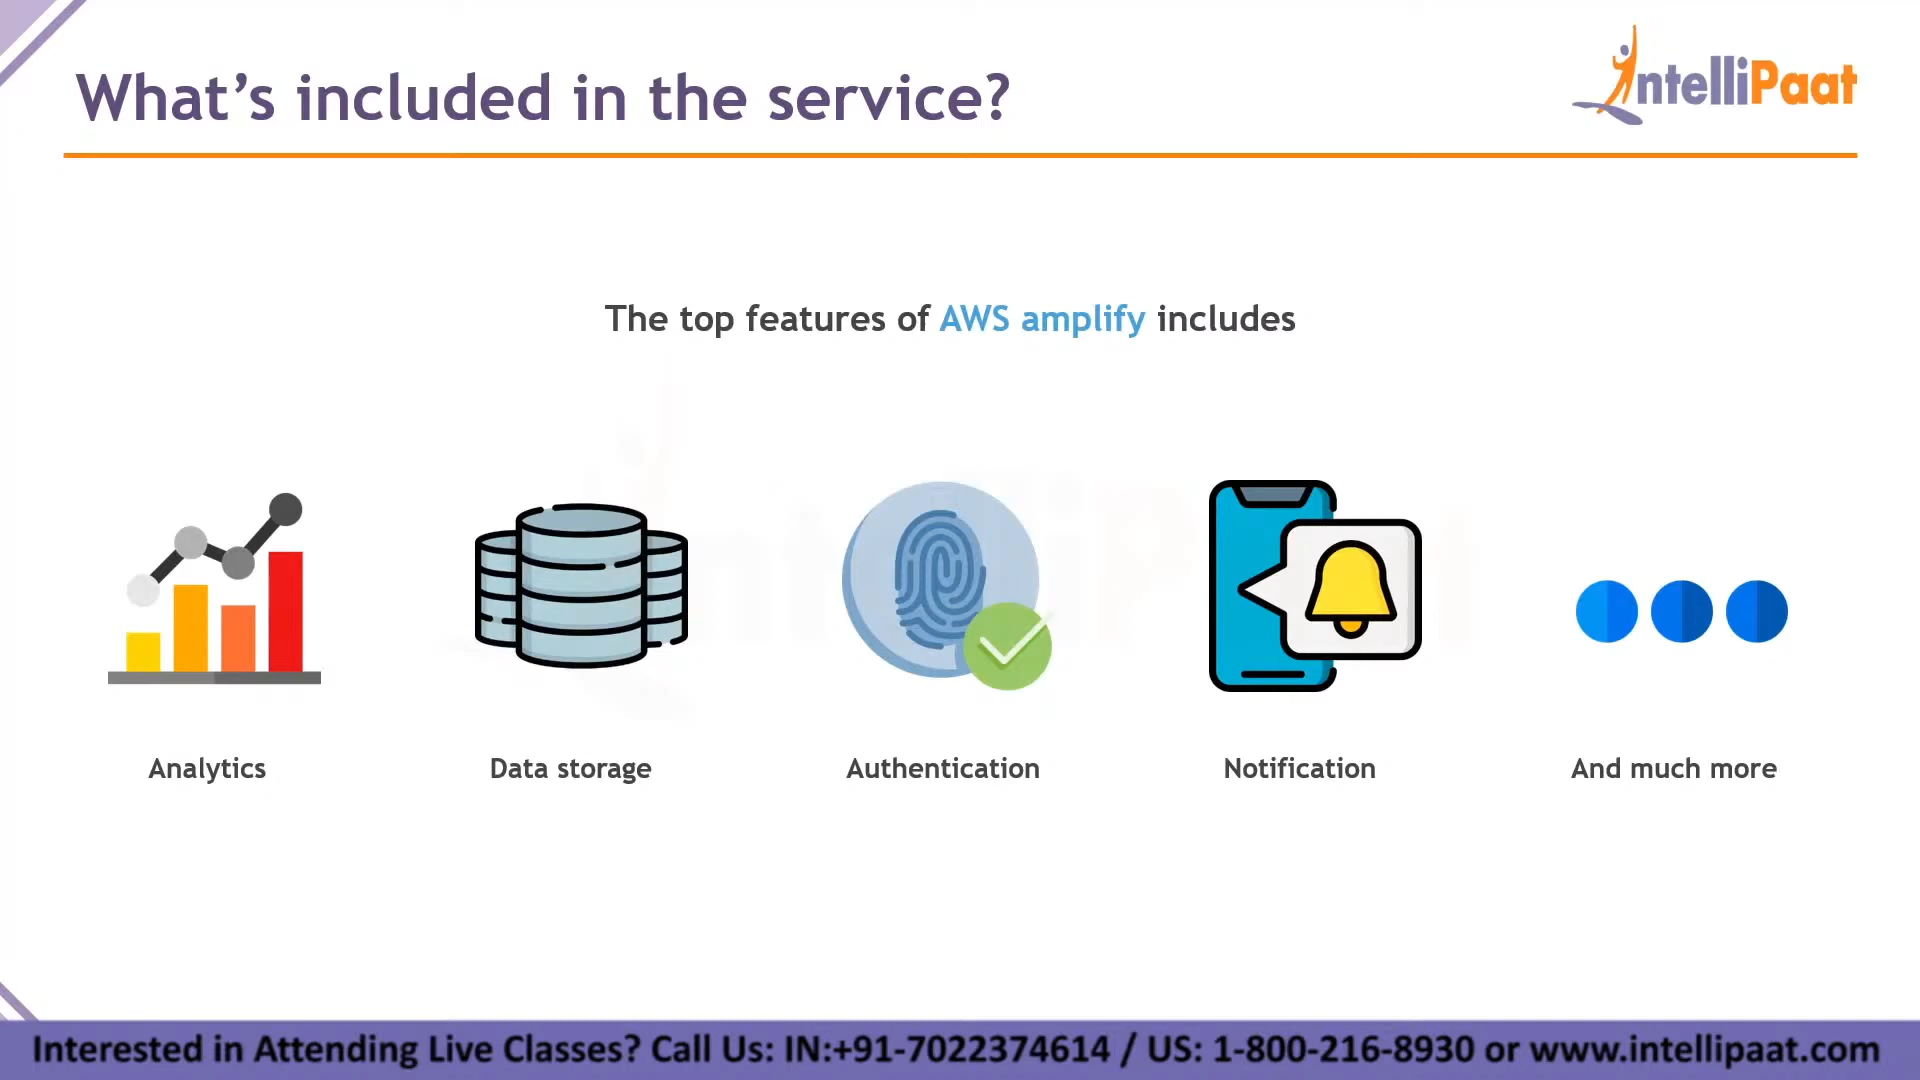 What's included in the service?
IntelliPaat
The top features of AWS amplify includes
Analytics
Data storage
Authentication
Notification
And much more
Interested in Attending Live Classes? Call Us: IN:+91-7022374614 / US: 1-800-216-8930 or www.intellipaat.com